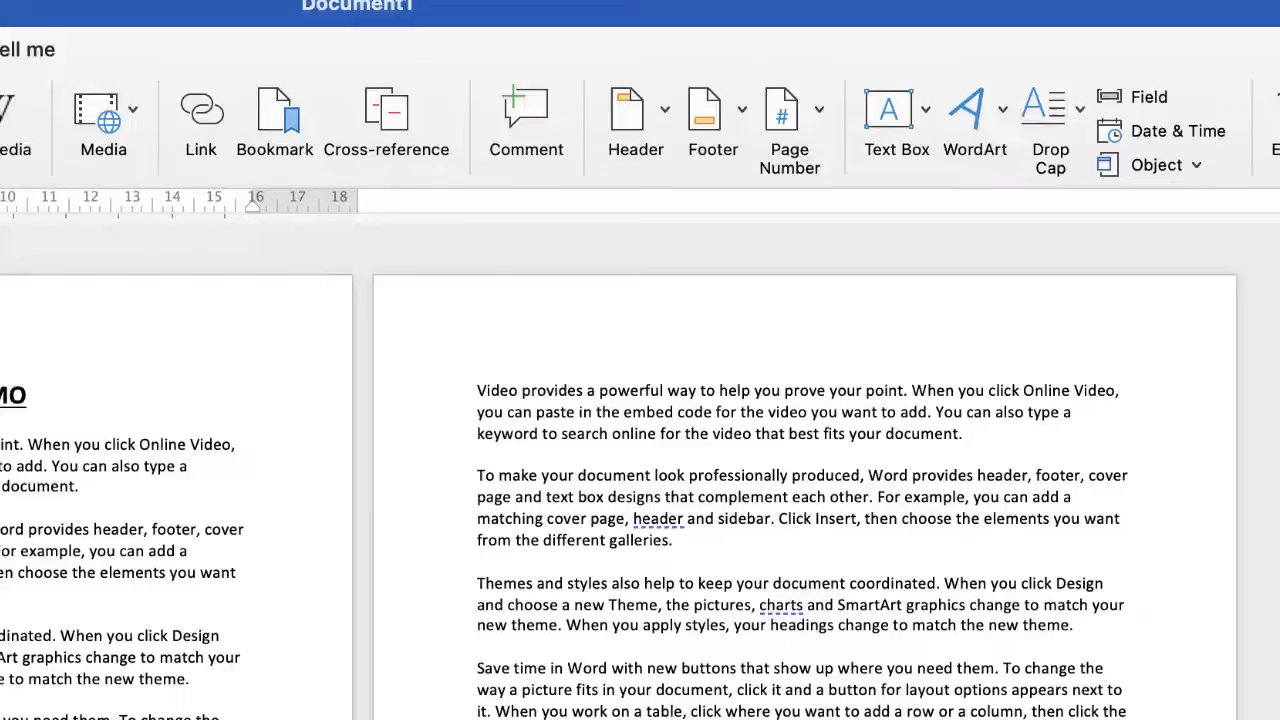 Document1
ell me
edia
Media
Link
Bookmark
Cross-reference
Comment
Header
Footer
#
Page
Number
A
Text Box
WordArt
A
Drop
Cap
Field
Date & Time
Object
10 11 12 13 14 15 16 17 18
MO
int. When you click Online Video,
to add. You can also type a
document.
ord provides header, footer, cover
For example, you can add a
en choose the elements you want
dinated. When you click Design
Art graphics change to match your
e to match the new theme.
you need them. To change the
Video provides a powerful way to help you prove your point. When you click Online Video,
you can paste in the embed code for the video you want to add. You can also type a
keyword to search online for the video that best fits your document.
To make your document look professionally produced, Word provides header, footer, cover
page and text box designs that complement each other. For example, you can add a
matching cover page, header and sidebar. Click Insert, then choose the elements you want
from the different galleries.
Themes and styles also help to keep your document coordinated. When you click Design
and choose a new Theme, the pictures, charts and SmartArt graphics change to match your
new theme. When you apply styles, your headings change to match the new theme.
Save time in Word with new buttons that show up where you need them. To change the
way a picture fits in your document, click it and a button for layout options appears next to
it. When you work on a table, click where you want to add a row or a column, then click the